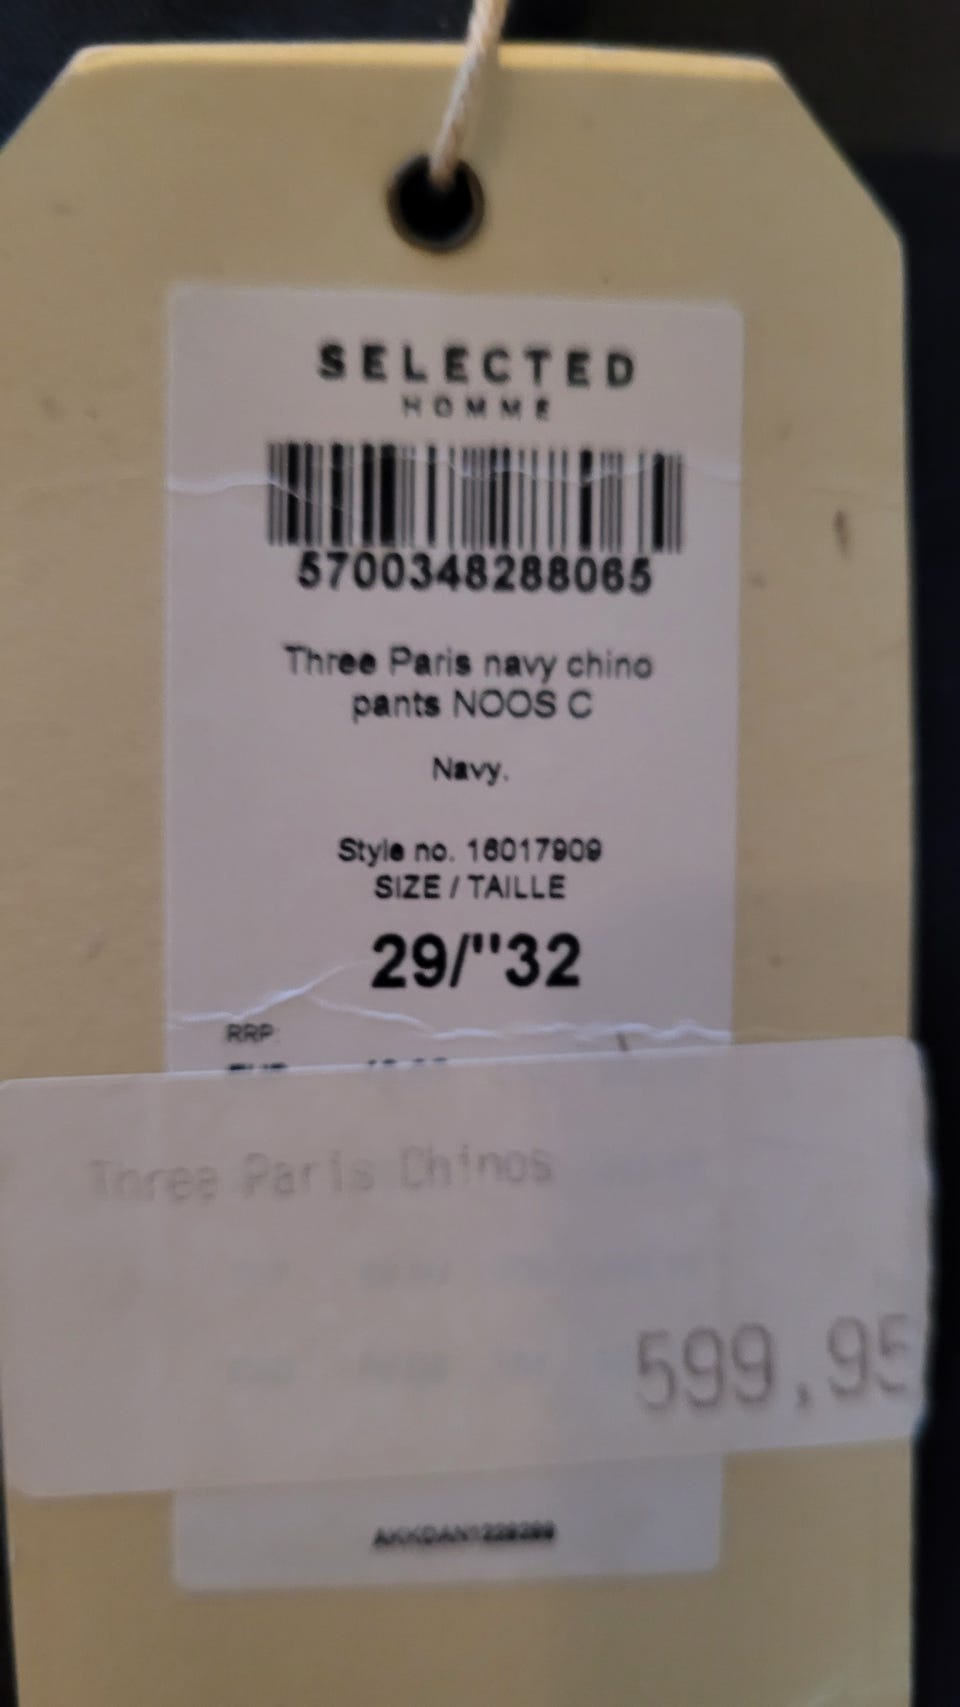 SELECTED
HOMME
5700348288065
Three Paris navy chino
pants NOOS C
Navy.
Style no. 16017909
SIZE / TAILLE
29/"32
RRP:
Three Paris Chinos
599,95